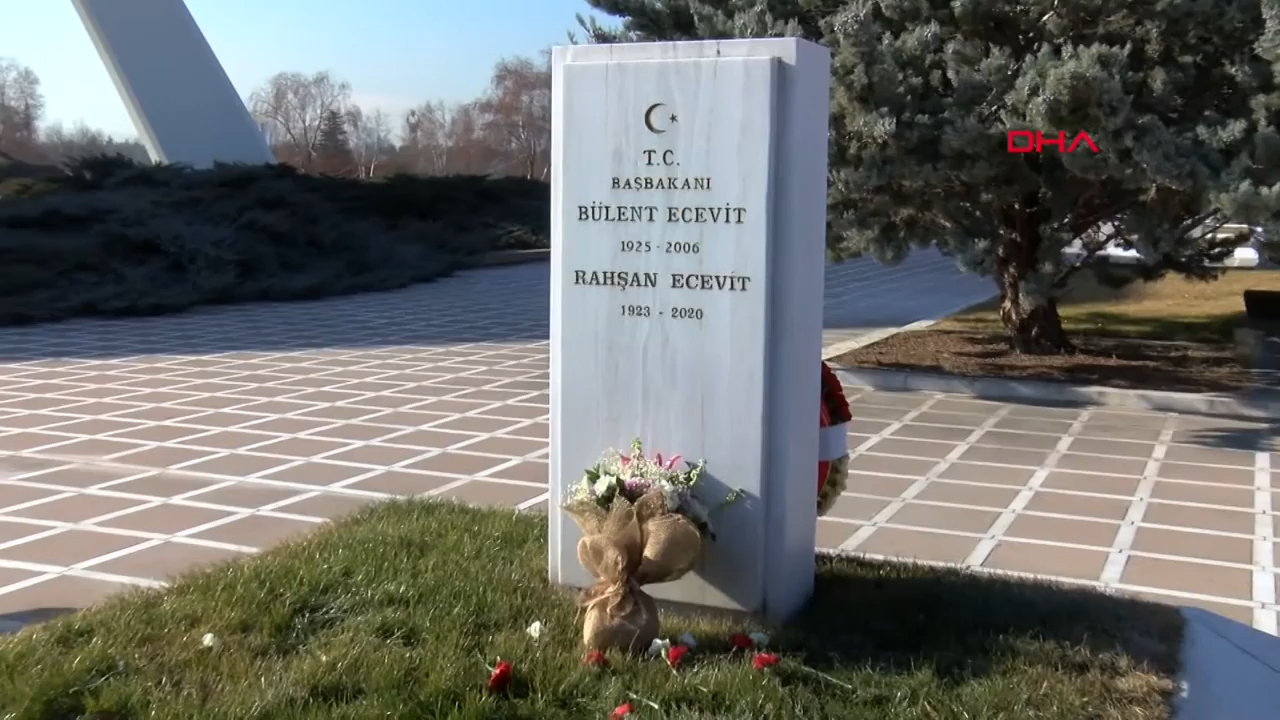 T.C.
BAŞBAKANI
BÜLENT ECEVİT
1925 - 2006
RAHŞAN ECEVİT
1923 - 2020
DHA